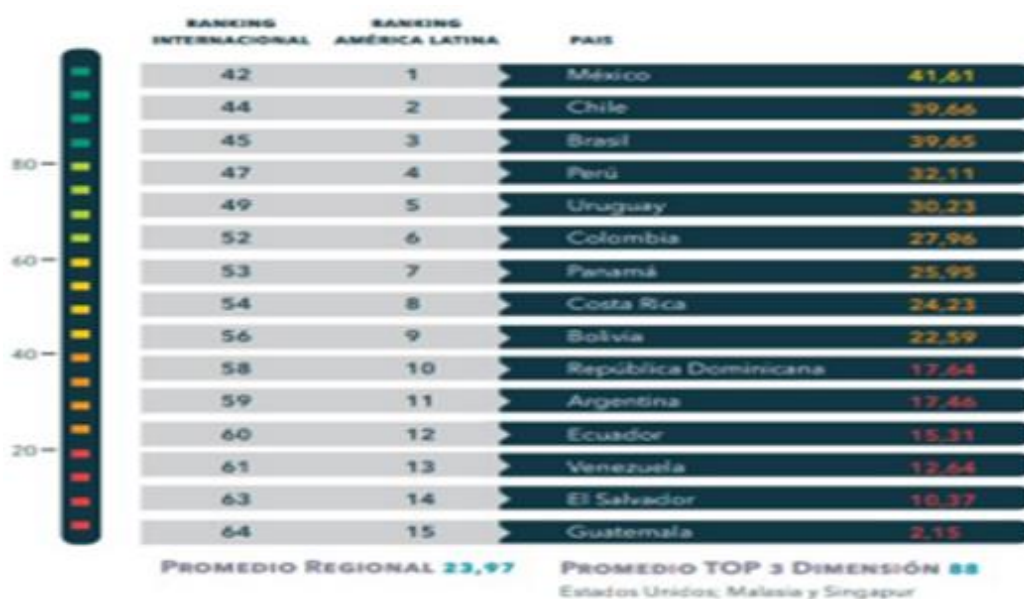 RANKING INTERNACIONAL RANKING AMÉRICA LATINA PAIS
42 1 México 41,61
44 2 Chile 39,66
80
45 3 Brasil 39,65
47 4 Perú 32,11
49 5 Uruguay 30,23
52 6 Colombia 27,96
60
53 7 Panamá 25,95
54 8 Costa Rica 24,23
56 9 Bolivia 22,59
40
58 10 República Dominicana 17,64
59 11 Argentina 17,46
60 12 Ecuador 15,31
20
61 13 Venezuela 12,64
63 14 El Salvador 10,37
64 15 Guatemala 2,15
PROMEDIO REGIONAL 23,97 PROMEDIO TOP 3 DIMENSIÓN 88
Estados Unidos; Malasia y Singapur